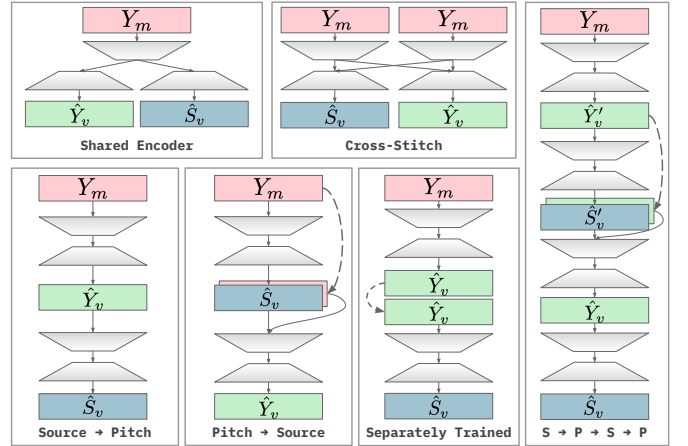 Y_m
Ŷ_v
Ŝ_v
Shared Encoder
Y_m
Y_m
Ŝ_v
Ŷ_v
Cross-Stitch
Y_m
Ŷ_v
Ŝ_v
Source → Pitch
Y_m
Ŝ_v
Ŷ_v
Pitch → Source
Y_m
Ŷ_v
Ŷ_v
Ŝ_v
Separately Trained
Y_m
Ŷ'_v
Ŝ'_v
Ŷ_v
Ŝ_v
S → P → S → P